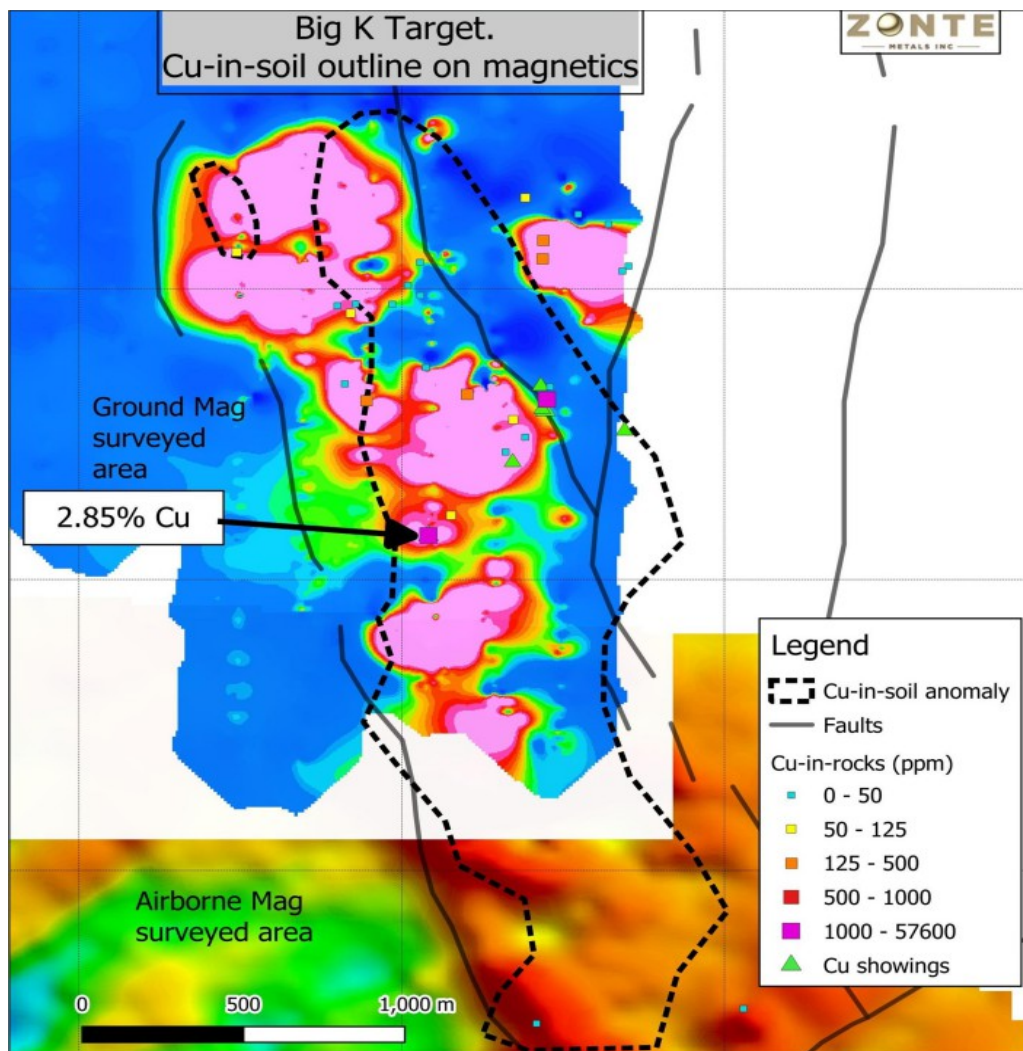 Big K Target.
Cu-in-soil outline on magnetics
ZONTE
METALS INC
Ground Mag
surveyed
area
2.85% Cu
Legend
Cu-in-soil anomaly
Faults
Cu-in-rocks (ppm)
0 - 50
50 - 125
125 - 500
500 - 1000
1000 - 57600
Cu showings
Airborne Mag
surveyed area
0 500 1,000 m